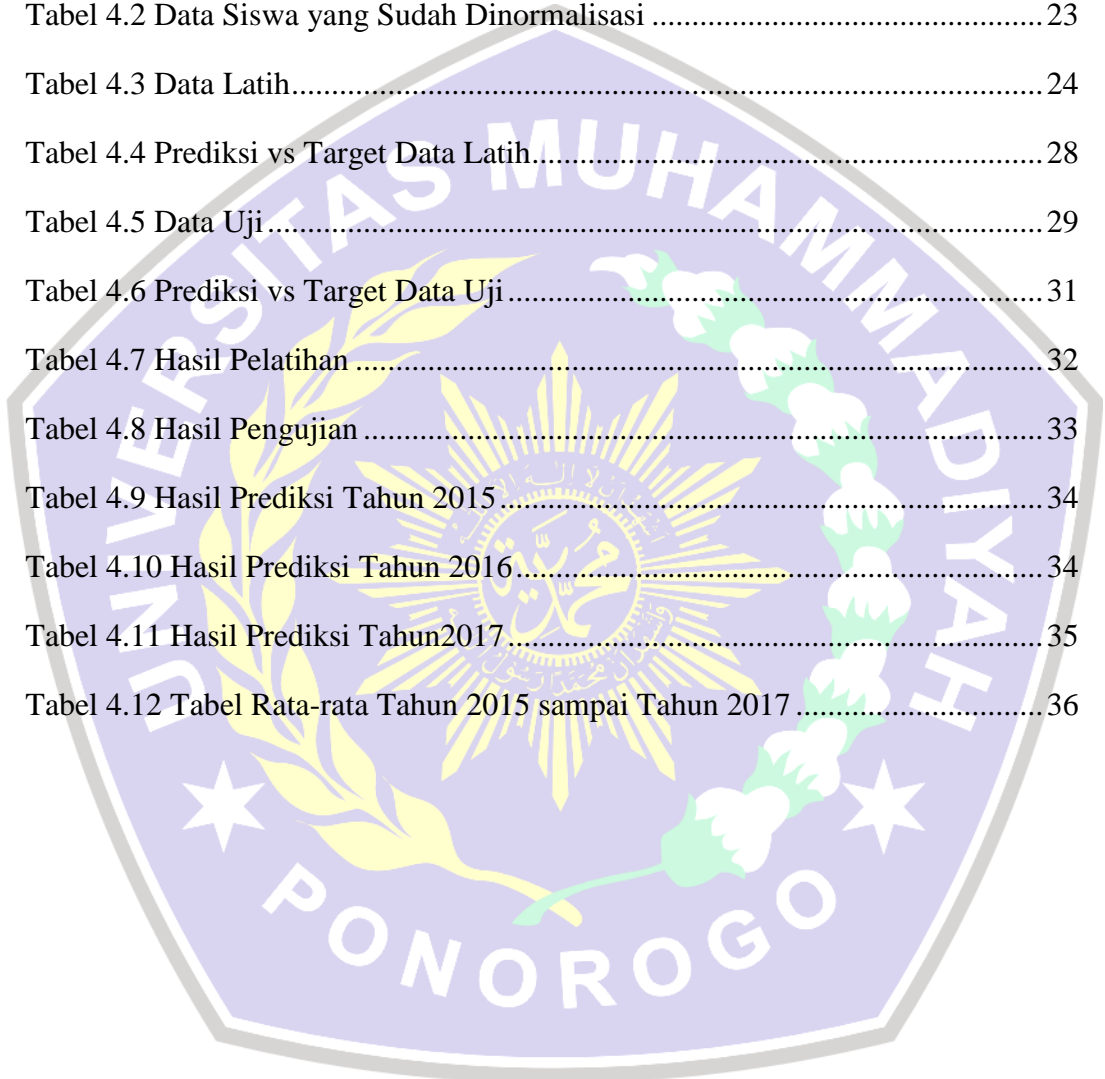 Tabel 4.2 Data Siswa yang Sudah Dinormalisasi ............................................... 23
Tabel 4.3 Data Latih............................................................................................ 24
Tabel 4.4 Prediksi vs Target Data Latih............................................................... 28
Tabel 4.5 Data Uji ............................................................................................... 29
Tabel 4.6 Prediksi vs Target Data Uji .................................................................. 31
Tabel 4.7 Hasil Pelatihan ..................................................................................... 32
Tabel 4.8 Hasil Pengujian .................................................................................... 33
Tabel 4.9 Hasil Prediksi Tahun 2015 ................................................................... 34
Tabel 4.10 Hasil Prediksi Tahun 2016 ................................................................. 34
Tabel 4.11 Hasil Prediksi Tahun2017 .................................................................. 35
Tabel 4.12 Tabel Rata-rata Tahun 2015 sampai Tahun 2017 .............................. 36
UNIVERSITAS MUHAMMADIYAH
PONOROGO